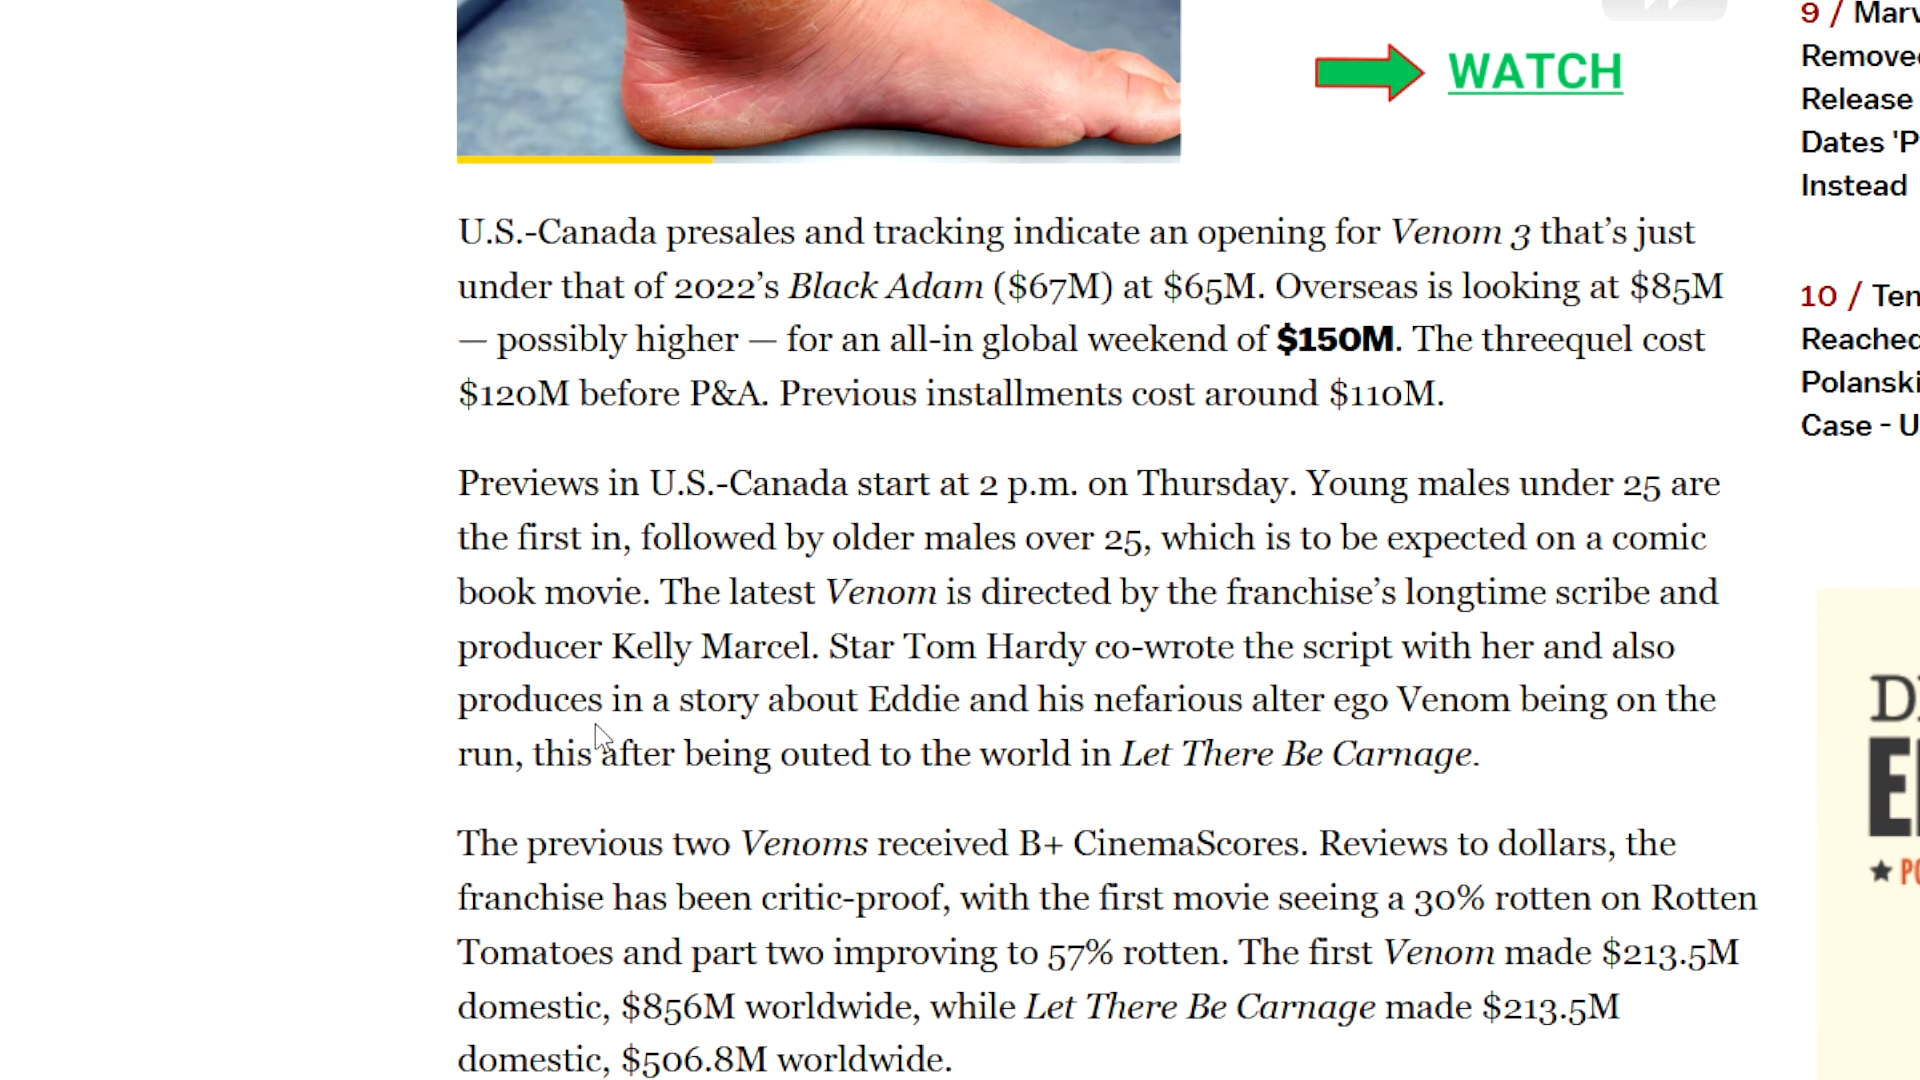 WATCH
U.S.-Canada presales and tracking indicate an opening for Venom 3 that’s just
under that of 2022’s Black Adam ($67M) at $65M. Overseas is looking at $85M
— possibly higher — for an all-in global weekend of $150M. The threequel cost
$120M before P&A. Previous installments cost around $110M.
Previews in U.S.-Canada start at 2 p.m. on Thursday. Young males under 25 are
the first in, followed by older males over 25, which is to be expected on a comic
book movie. The latest Venom is directed by the franchise’s longtime scribe and
producer Kelly Marcel. Star Tom Hardy co-wrote the script with her and also
produces in a story about Eddie and his nefarious alter ego Venom being on the
run, this after being outed to the world in Let There Be Carnage.
The previous two Venoms received B+ CinemaScores. Reviews to dollars, the
franchise has been critic-proof, with the first movie seeing a 30% rotten on Rotten
Tomatoes and part two improving to 57% rotten. The first Venom made $213.5M
domestic, $856M worldwide, while Let There Be Carnage made $213.5M
domestic, $506.8M worldwide.
9 /
Release
Dates 'P
Instead
10 /
Case - U